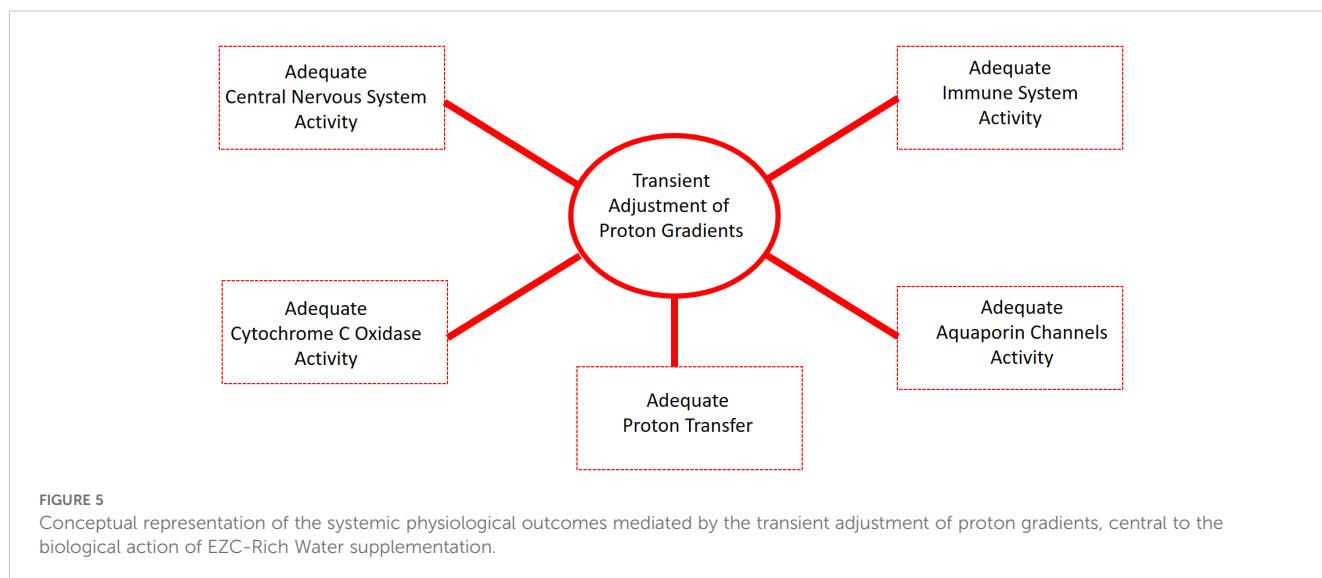 Adequate
Central Nervous System
Activity
Adequate
Immune System
Activity
Transient
Adjustment of
Proton Gradients
Adequate
Cytochrome C Oxidase
Activity
Adequate
Aquaporin Channels
Activity
Adequate
Proton Transfer
FIGURE 5
Conceptual representation of the systemic physiological outcomes mediated by the transient adjustment of proton gradients, central to the
biological action of EZC-Rich Water supplementation.